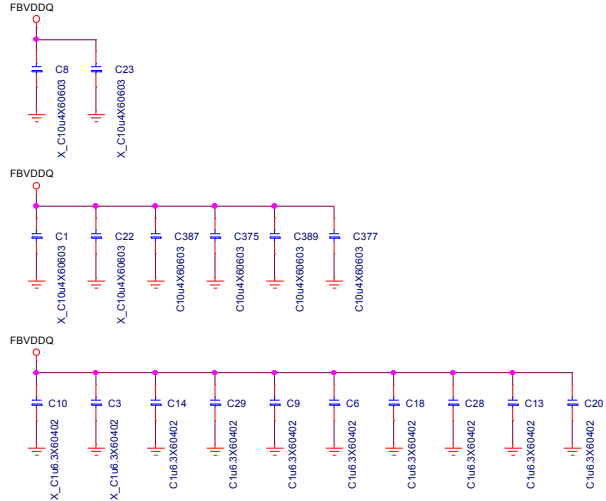 FBVDDQ
C8 C23
X_C10u4X60603 X_C10u4X60603
FBVDDQ
C1 C22 C387 C375 C389 C377
X_C10u4X60603 X_C10u4X60603 C10u4X60603 C10u4X60603 C10u4X60603 C10u4X60603
FBVDDQ
C10 C3 C14 C29 C9 C6 C18 C28 C13 C20
X_C1u6.3X60402 X_C1u6.3X60402 C1u6.3X60402 C1u6.3X60402 C1u6.3X60402 C1u6.3X60402 C1u6.3X60402 C1u6.3X60402 C1u6.3X60402 C1u6.3X60402